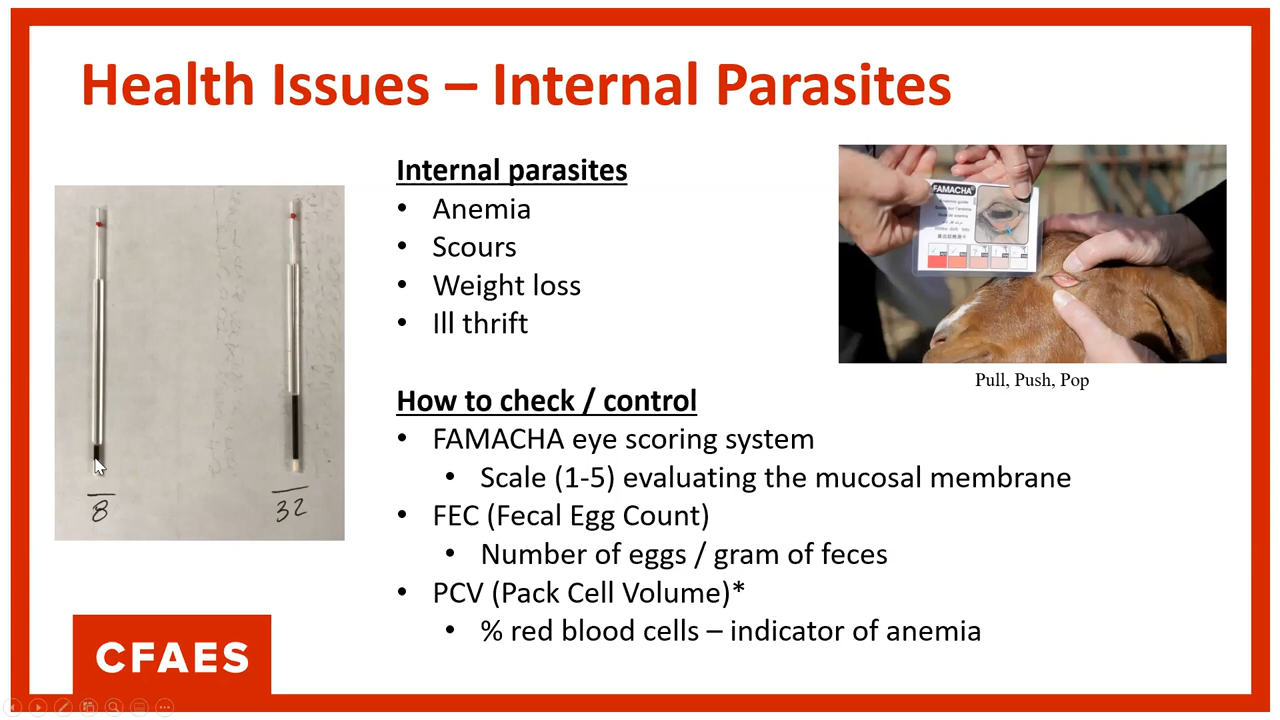 Health Issues – Internal Parasites
Internal parasites
• Anemia
• Scours
• Weight loss
• Ill thrift
How to check / control
• FAMACHA eye scoring system
• Scale (1-5) evaluating the mucosal membrane
• FEC (Fecal Egg Count)
• Number of eggs / gram of feces
• PCV (Pack Cell Volume)*
• % red blood cells – indicator of anemia
8
32
FAMACHA
Pull, Push, Pop
CFAES